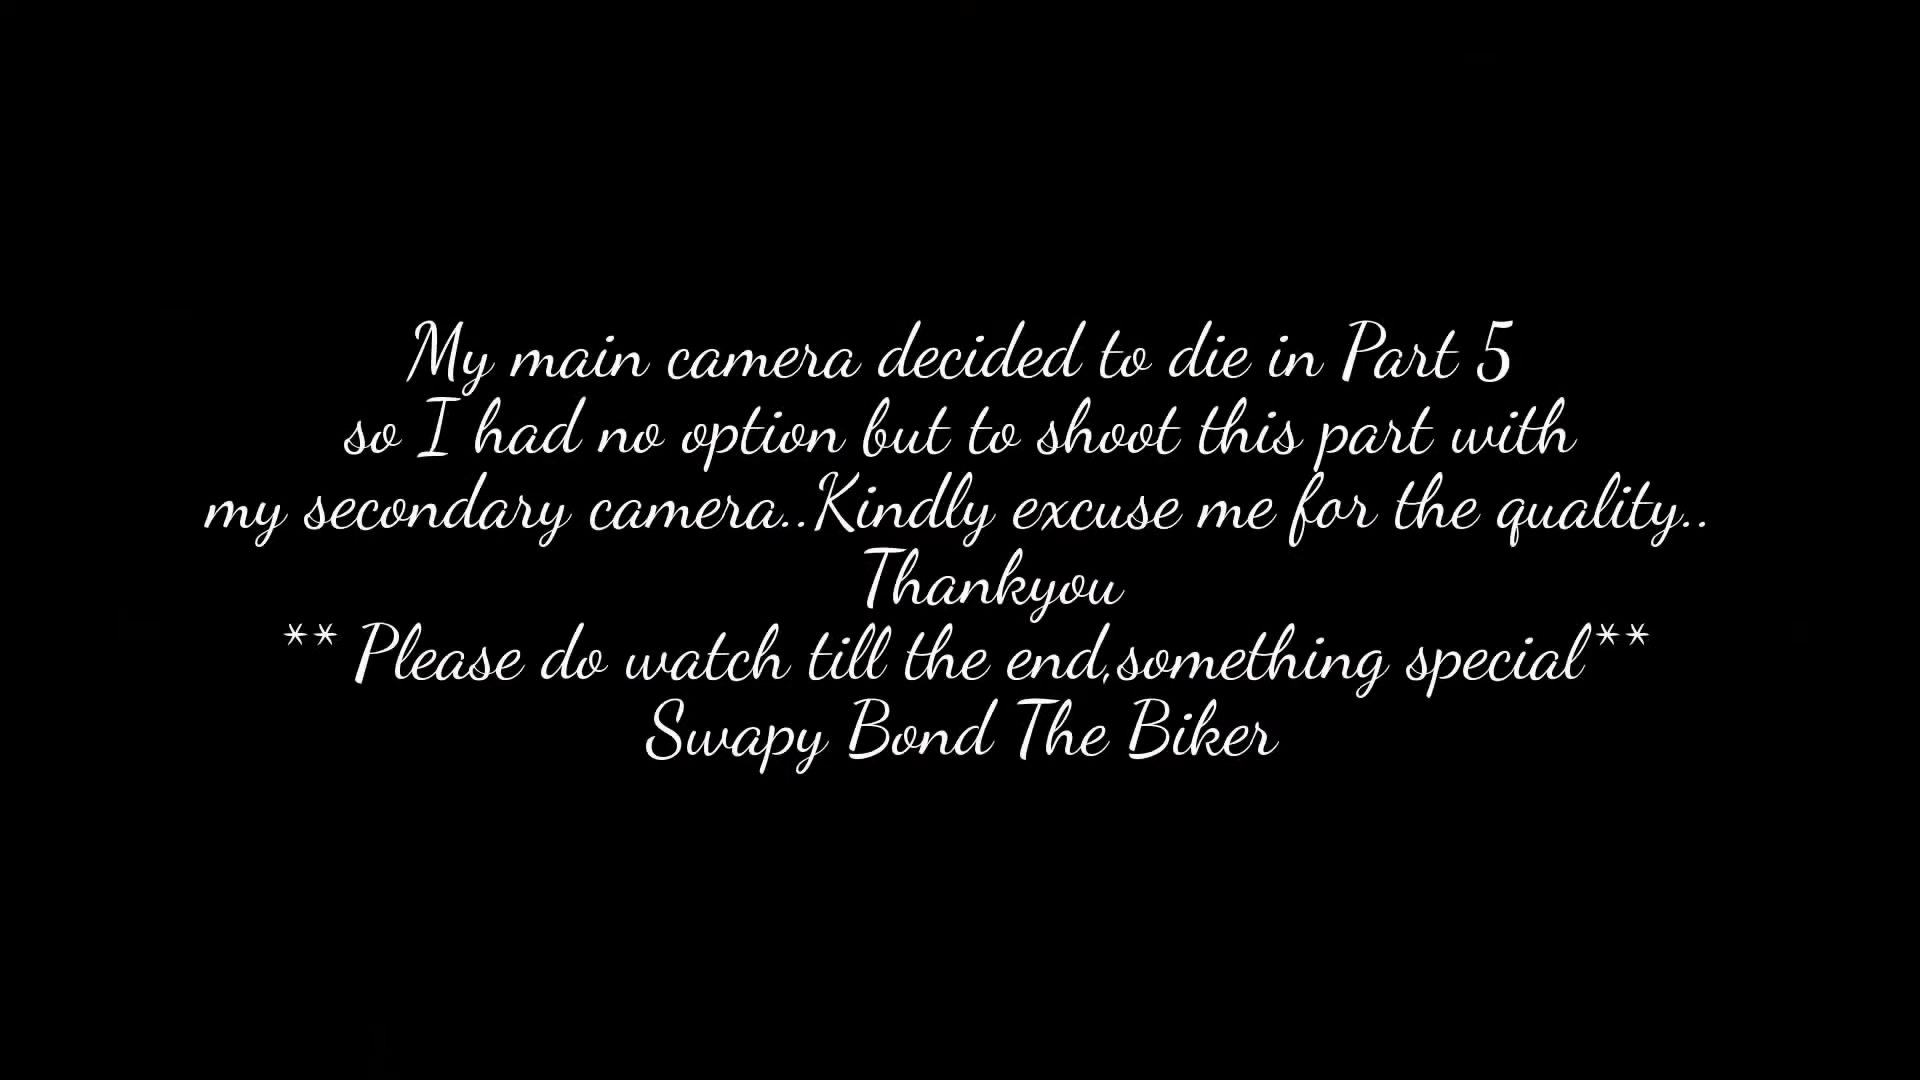 My main camera decided to die in Part 5
so I had no option but to shoot this part with
my secondary camera..Kindly excuse me for the quality..
Thankyou
** Please do watch till the end,something special**
Swapy Bond The Biker